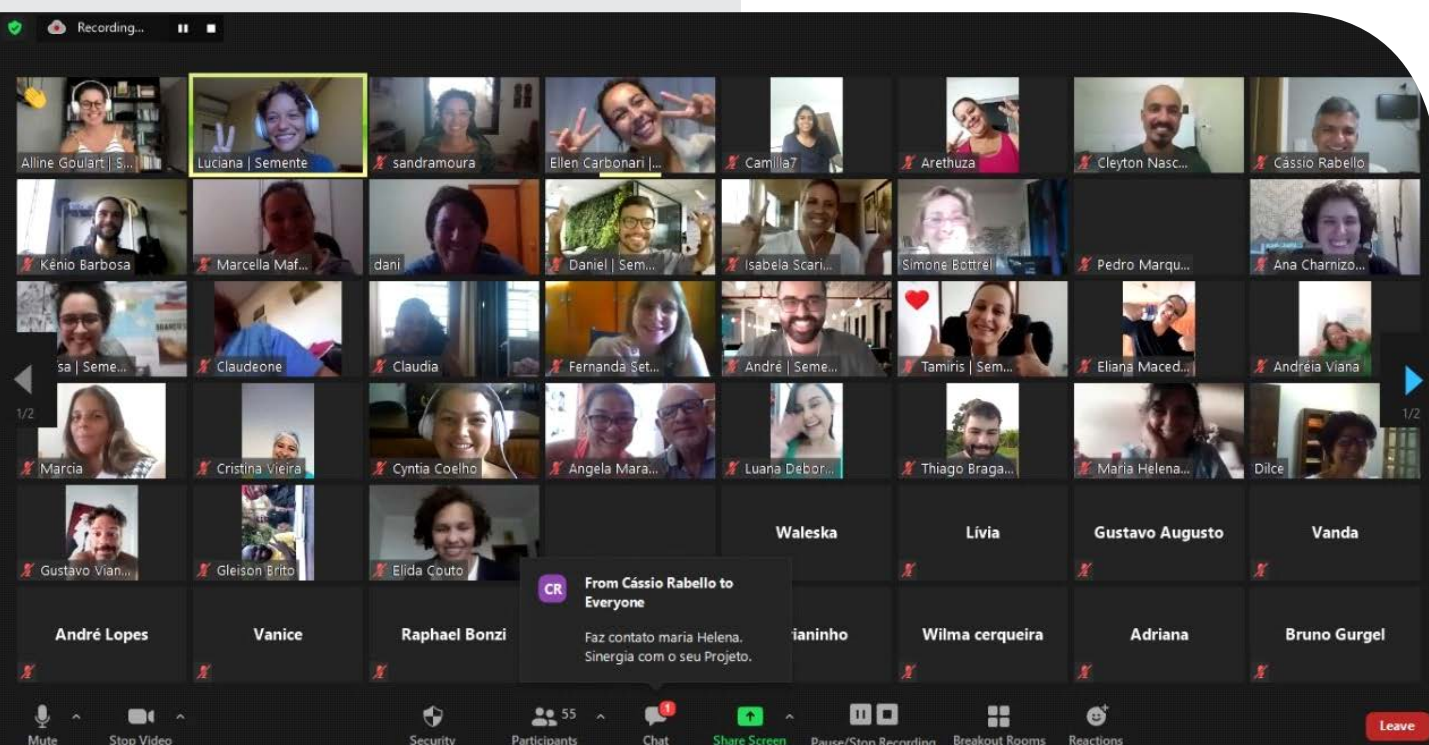 Recording...
Alline Goulart | S...
Luciana | Semente
sandramoura
Ellen Carbonari |...
Camilla7
Arethuza
Cleyton Nasc...
Cássio Rabello
Kênio Barbosa
Marcella Maf...
dani
Daniel | Sem...
Isabela Scari...
Simone Bottrel
Pedro Marqu...
Ana Charnizo...
sa | Seme...
Claudeone
Claudia
Fernanda Set...
André | Seme...
Tamiris | Sem...
Eliana Maced...
Andréia Viana
1/2
1/2
Marcia
Cristina Vieira
Cyntia Coelho
Angela Mara...
Luana Debor...
Thiago Braga...
Maria Helena...
Dilce
Gustavo Vian...
Gleison Brito
Elida Couto
Waleska
Lívia
Gustavo Augusto
Vanda
CR
From Cássio Rabello to
Everyone
Faz contato maria Helena.
Sinergia com o seu Projeto.
André Lopes
Vanice
Raphael Bonzi
rianinho
Wilma cerqueira
Adriana
Bruno Gurgel
Mute
Stop Video
Security
55
Participants
1
Chat
Share Screen
Pause/Stop Recording
Breakout Rooms
Reactions
Leave